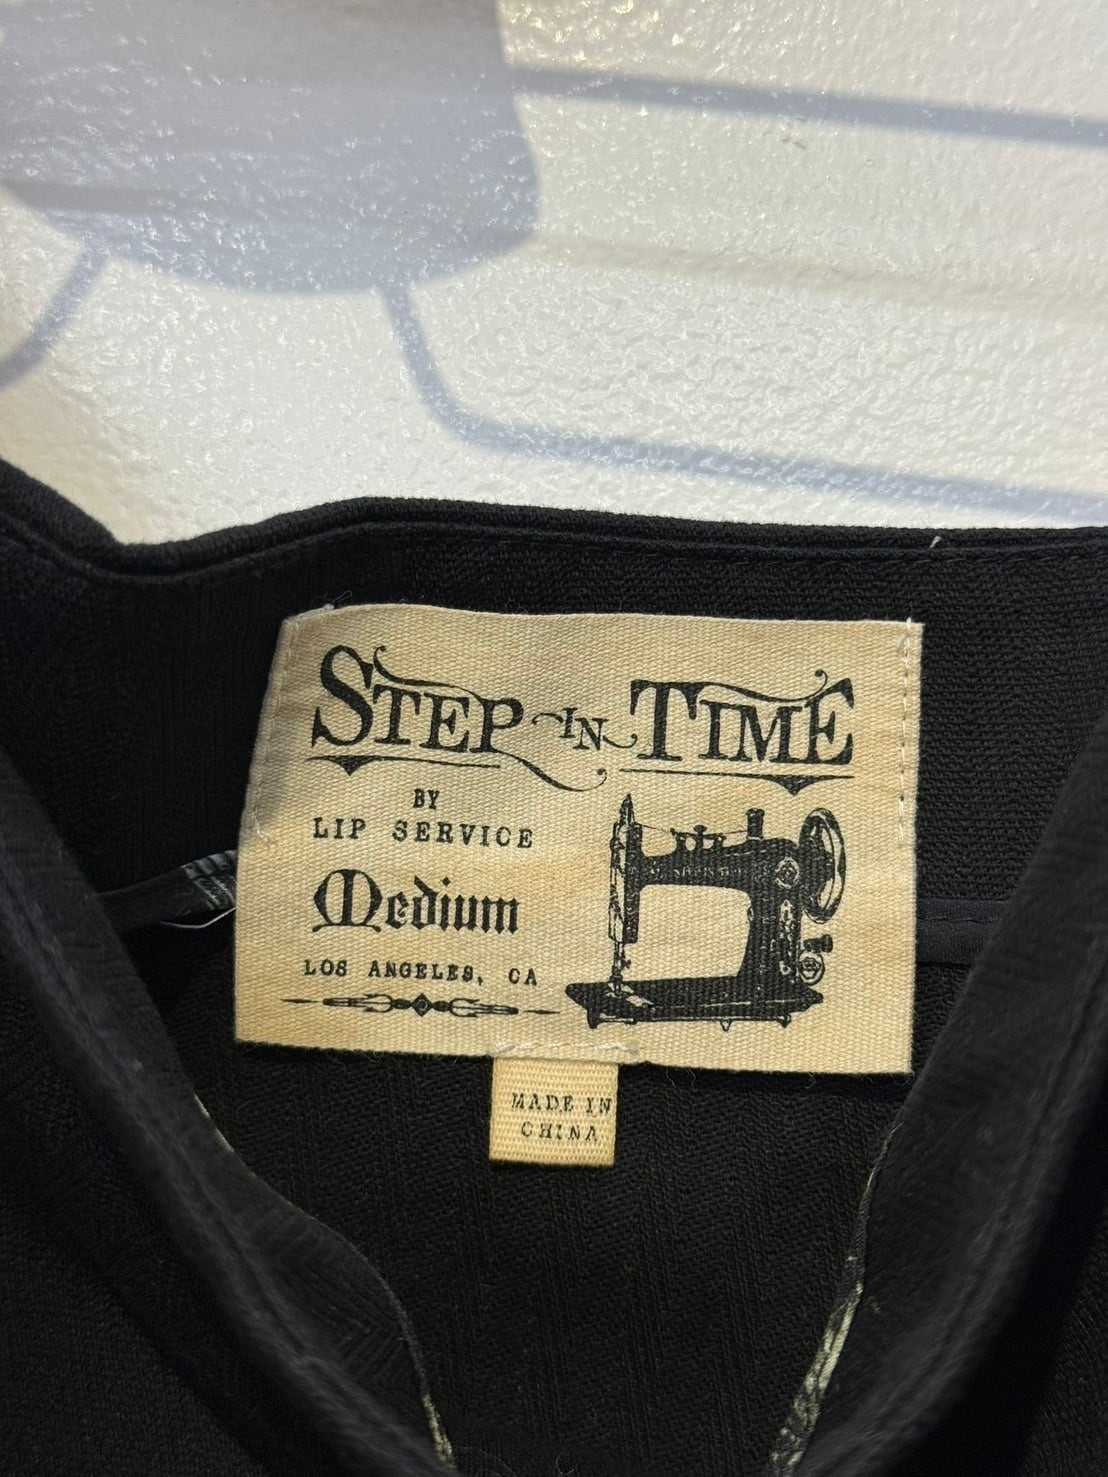 STEP IN TIME
BY
LIP SERVICE
Medium
LOS ANGELES, CA
MADE IN
CHINA